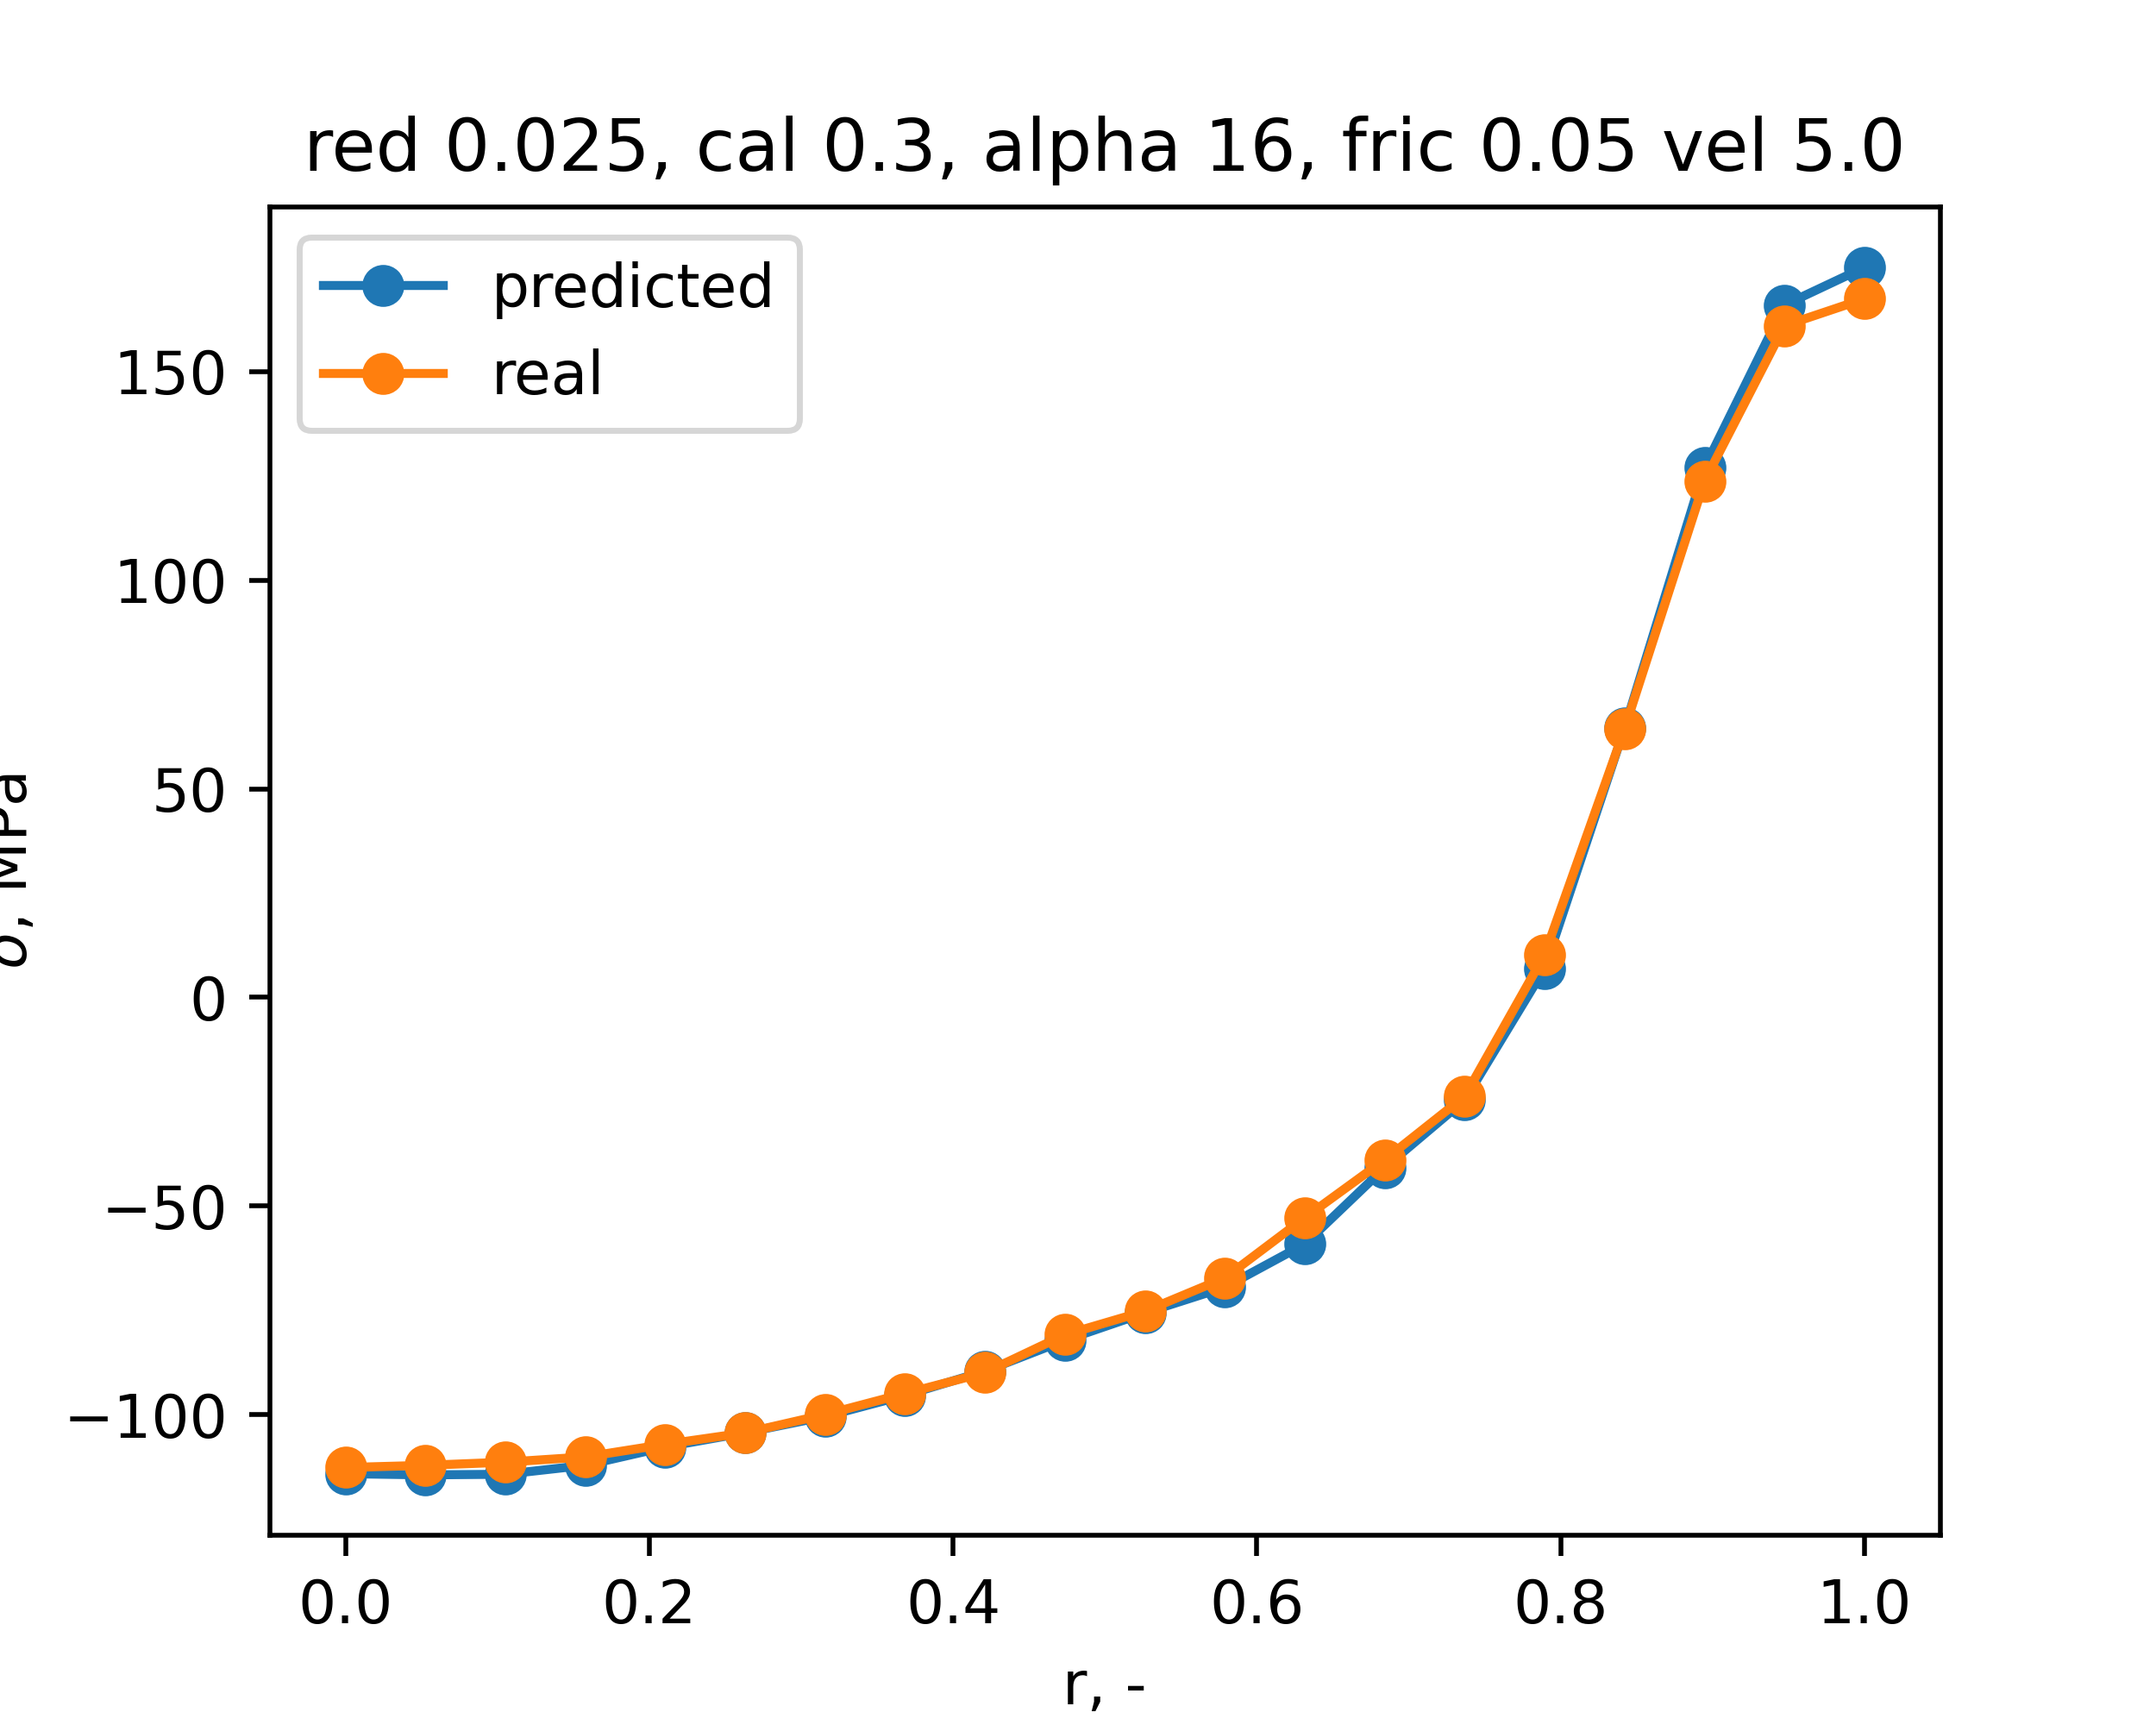 red 0.025, cal 0.3, alpha 16, fric 0.05 vel 5.0
predicted
real
150
100
50
0
−50
−100
σ, MPa
0.0 0.2 0.4 0.6 0.8 1.0
r, -